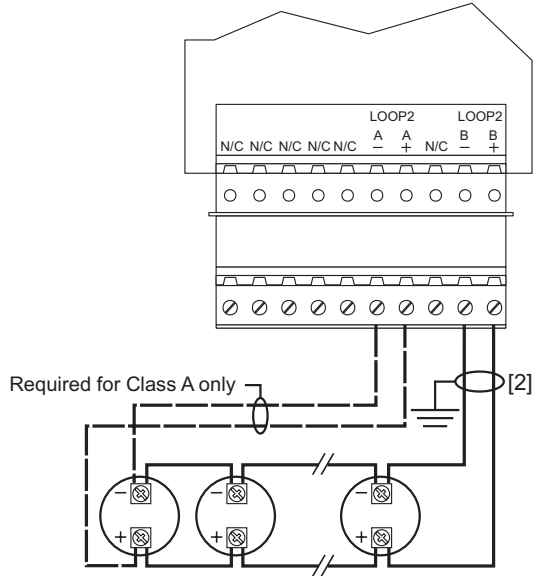 LOOP2 LOOP2
A A B B
N/C N/C N/C N/C N/C − + N/C − +
Required for Class A only
[2]
− − −
+ + +